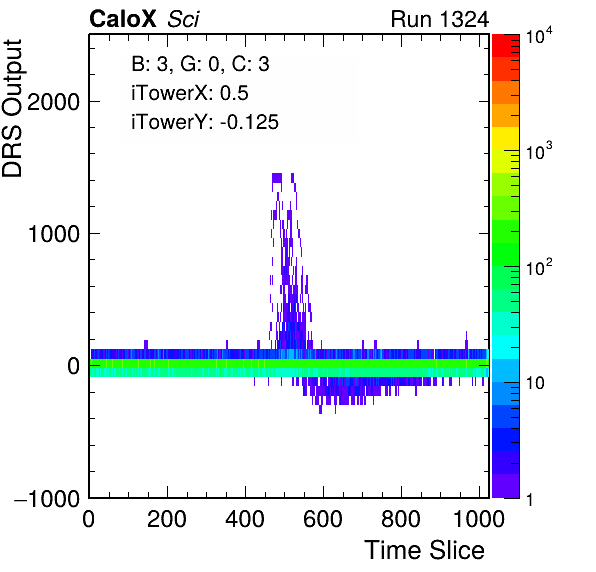 CaloX Sci Run 1324
B: 3, G: 0, C: 3
iTowerX: 0.5
iTowerY: -0.125
DRS Output
2000
1000
0
−1000
0 200 400 600 800 1000
Time Slice
10^4
10^3
10^2
10
1